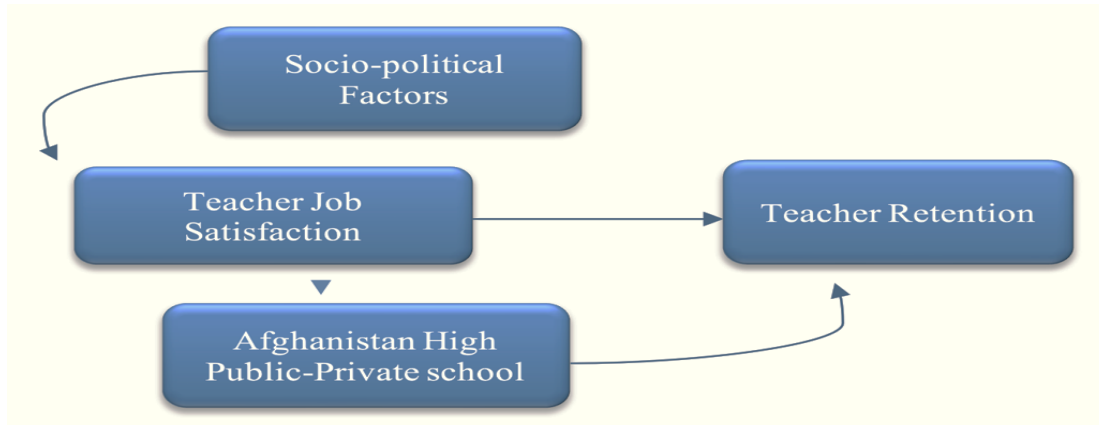 Socio-political
Factors
Teacher Job
Satisfaction
Teacher Retention
Afghanistan High
Public-Private school